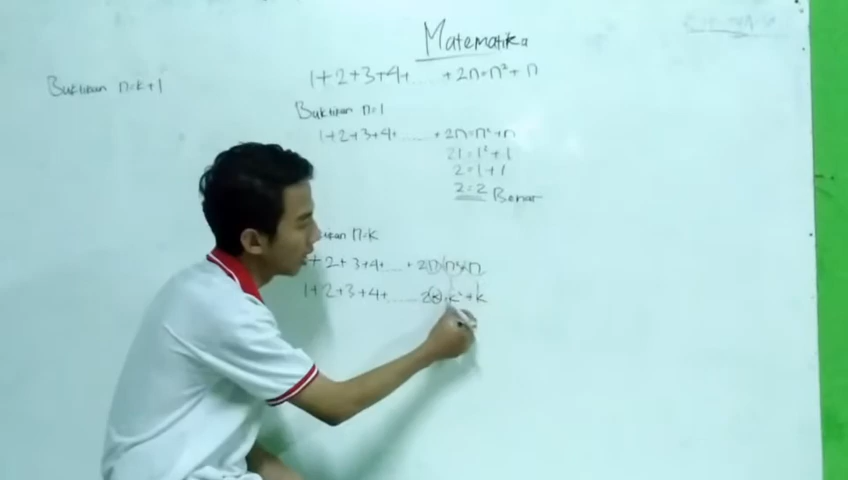 Matematika
Buktikan n=k+1
1+2+3+4+......+2n=n²+n
Buktikan n=1
1+2+3+4+......+2n=n²+n
2.1=1²+1
2=1+1
2=2 Benar
n=k
+2+3+4+.....+2n=n²+n
1+2+3+4+......2(k)=k²+k